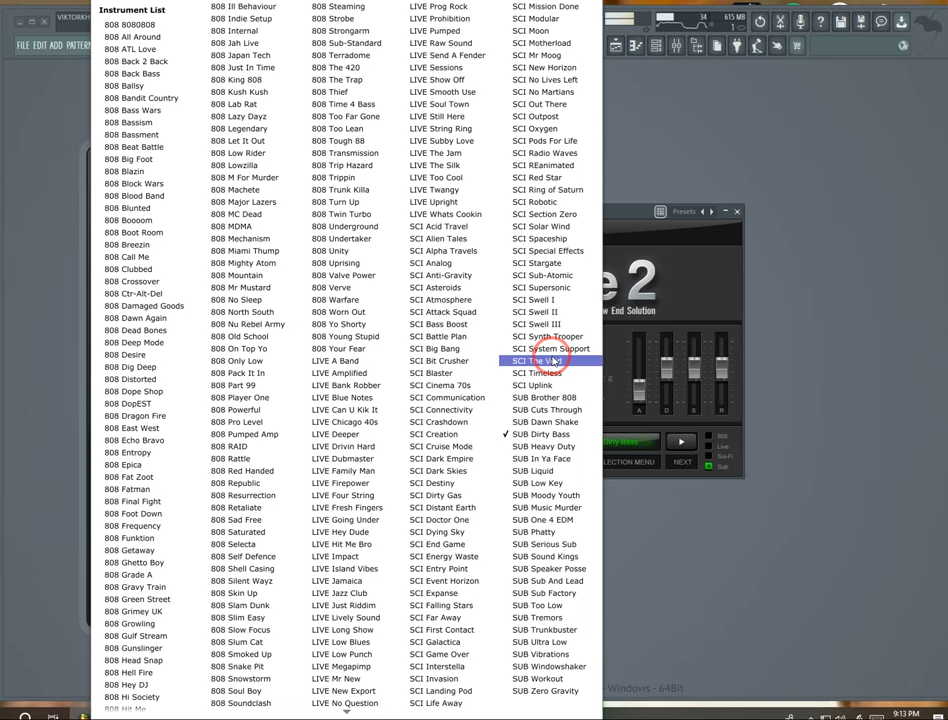 Instrument List
808 8080808
808 All Around
808 ATL Love
808 Back 2 Back
808 Back Bass
808 Ballsy
808 Bandit Country
808 Bass Wars
808 Bassism
808 Bassment
808 Beat Battle
808 Big Foot
808 Blazin
808 Block Wars
808 Blood Band
808 Blunted
808 Boooom
808 Boot Room
808 Breezin
808 Call Me
808 Clubbed
808 Crossover
808 Ctr-Alt-Del
808 Damaged Goods
808 Dawn Again
808 Dead Bones
808 Deep Mode
808 Desire
808 Dig Deep
808 Distorted
808 Dope Shop
808 DopEST
808 Dragon Fire
808 East West
808 Echo Bravo
808 Entropy
808 Epica
808 Fat Zoot
808 Fatman
808 Final Fight
808 Foot Down
808 Frequency
808 Funktion
808 Getaway
808 Ghetto Boy
808 Grade A
808 Gravy Train
808 Green Street
808 Grimey UK
808 Growling
808 Gulf Stream
808 Gunslinger
808 Head Snap
808 Hell Fire
808 Hey DJ
808 Hi Society
808 Hit Me
808 Ill Behaviour
808 Indie Setup
808 Internal
808 Jah Live
808 Japan Tech
808 Just In Time
808 King 808
808 Kush Kush
808 Lab Rat
808 Lazy Dayz
808 Legendary
808 Let It Out
808 Low Rider
808 Lowzilla
808 M For Murder
808 Machete
808 Major Lazers
808 MC Dead
808 MDMA
808 Mechanism
808 Miami Thump
808 Mighty Atom
808 Mountain
808 Mr Mustard
808 No Sleep
808 North South
808 Nu Rebel Army
808 Old School
808 On Top Yo
808 Only Low
808 Pack It In
808 Part 99
808 Player One
808 Powerful
808 Pro Level
808 Pumped Amp
808 RAID
808 Rattle
808 Red Handed
808 Republic
808 Resurrection
808 Retaliate
808 Sad Free
808 Saturated
808 Selecta
808 Self Defence
808 Shell Casing
808 Silent Wayz
808 Skin Up
808 Slam Dunk
808 Slim Easy
808 Slow Focus
808 Slum Cat
808 Smoked Up
808 Snake Pit
808 Snowstorm
808 Soul Boy
808 Soundclash
808 Steaming
808 Strobe
808 Strongarm
808 Sub-Standard
808 Terradome
808 The 420
808 The Trap
808 Thief
808 Time 4 Bass
808 Too Far Gone
808 Too Lean
808 Tough 88
808 Transmission
808 Trip Hazard
808 Trippin
808 Trunk Killa
808 Turn Up
808 Twin Turbo
808 Underground
808 Undertaker
808 Unity
808 Uprising
808 Valve Power
808 Verve
808 Warfare
808 Worn Out
808 Yo Shorty
808 Young Stupid
808 Your Fear
LIVE A Band
LIVE Amplified
LIVE Bank Robber
LIVE Blue Notes
LIVE Can U Kik It
LIVE Chicago 40s
LIVE Deeper
LIVE Drivin Hard
LIVE Dubmaster
LIVE Family Man
LIVE Firepower
LIVE Four String
LIVE Fresh Fingers
LIVE Going Under
LIVE Hey Dude
LIVE Hit Me Bro
LIVE Impact
LIVE Island Vibes
LIVE Jamaica
LIVE Jazz Club
LIVE Just Riddim
LIVE Lively Sound
LIVE Long Show
LIVE Low Blues
LIVE Low Punch
LIVE Megapimp
LIVE Mr New
LIVE New Export
LIVE No Question
LIVE Prog Rock
LIVE Prohibition
LIVE Pumped
LIVE Raw Sound
LIVE Send A Fender
LIVE Sessions
LIVE Show Off
LIVE Smooth Use
LIVE Soul Town
LIVE Still Here
LIVE String Ring
LIVE Subby Love
LIVE The Jam
LIVE The Silk
LIVE Too Cool
LIVE Twangy
LIVE Upright
LIVE Whats Cookin
SCI Acid Travel
SCI Alien Tales
SCI Alpha Travels
SCI Analog
SCI Anti-Gravity
SCI Asteroids
SCI Atmosphere
SCI Attack Squad
SCI Bass Boost
SCI Battle Plan
SCI Big Bang
SCI Bit Crusher
SCI Blaster
SCI Cinema 70s
SCI Communication
SCI Connectivity
SCI Crashdown
SCI Creation
SCI Cruise Mode
SCI Dark Empire
SCI Dark Skies
SCI Destiny
SCI Dirty Gas
SCI Distant Earth
SCI Doctor One
SCI Dying Sky
SCI End Game
SCI Energy Waste
SCI Entry Point
SCI Event Horizon
SCI Expanse
SCI Falling Stars
SCI Far Away
SCI First Contact
SCI Galactica
SCI Game Over
SCI Interstella
SCI Invasion
SCI Landing Pod
SCI Life Away
SCI Mission Done
SCI Modular
SCI Moon
SCI Motherload
SCI Mr Moog
SCI New Horizon
SCI No Lives Left
SCI No Martians
SCI Out There
SCI Outpost
SCI Oxygen
SCI Pods For Life
SCI Radio Waves
SCI REanimated
SCI Red Star
SCI Ring of Saturn
SCI Robotic
SCI Section Zero
SCI Solar Wind
SCI Spaceship
SCI Special Effects
SCI Stargate
SCI Sub-Atomic
SCI Supersonic
SCI Swell I
SCI Swell II
SCI Swell III
SCI Synth Trooper
SCI System Support
SCI The Void
SCI Timeless
SCI Uplink
SUB Brother 808
SUB Cuts Through
SUB Dawn Shake
✓ SUB Dirty Bass
SUB Heavy Duty
SUB In Ya Face
SUB Liquid
SUB Low Key
SUB Moody Youth
SUB Music Murder
SUB One 4 EDM
SUB Phatty
SUB Serious Sub
SUB Sound Kings
SUB Speaker Posse
SUB Sub And Lead
SUB Sub Factory
SUB Too Low
SUB Tremors
SUB Trunkbuster
SUB Ultra Low
SUB Vibrations
SUB Windowshaker
SUB Workout
SUB Zero Gravity
VIKTORKH
FILE EDIT ADD PATTERN
34
615 MB
1
Presets
e 2
w End Solution
A D S R
Dirty Bass
LECTION MENU NEXT
808
Live
Sci-Fi
Sub
- Windows - 64Bit
9:13 PM